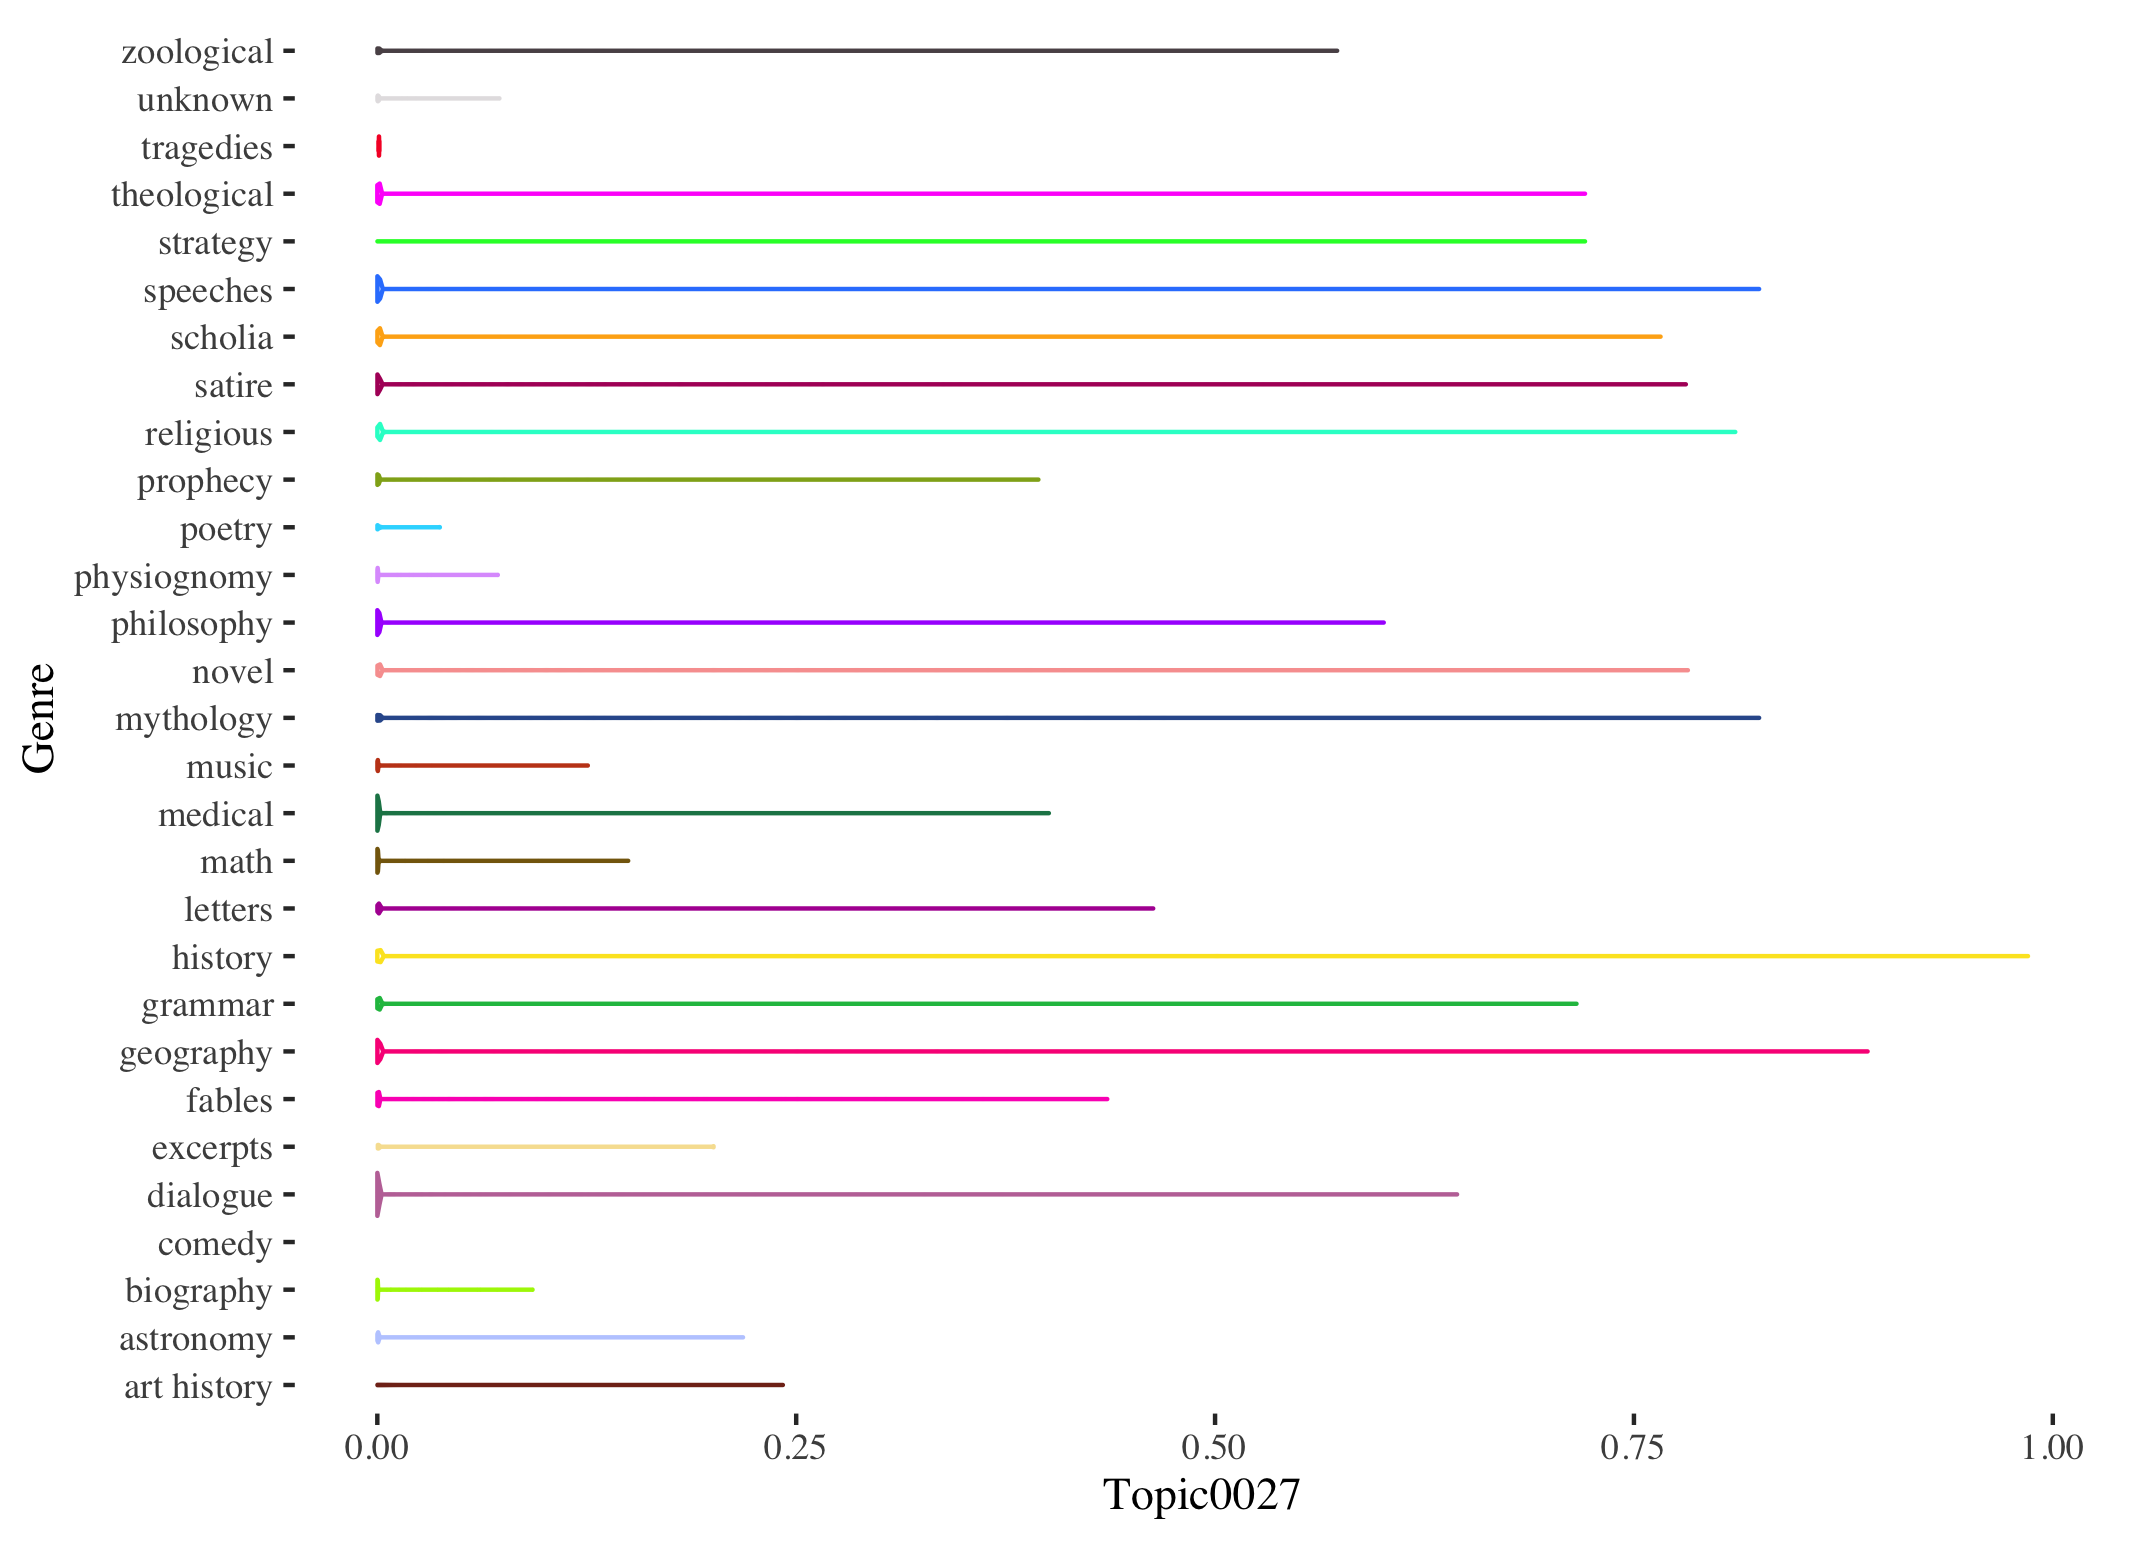 zoological
unknown
tragedies
theological
strategy
speeches
scholia
satire
religious
prophecy
poetry
physiognomy
philosophy
novel
mythology
music
medical
math
letters
history
grammar
geography
fables
excerpts
dialogue
comedy
biography
astronomy
art history
Genre
0.00 0.25 0.50 0.75 1.00
Topic0027